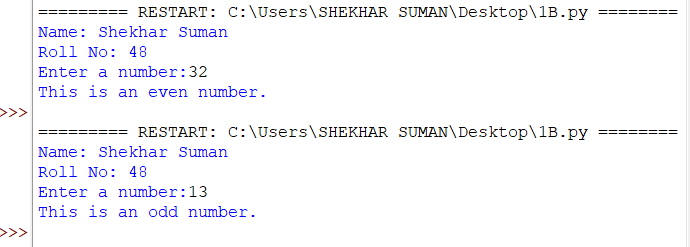 ========= RESTART: C:\Users\SHEKHAR SUMAN\Desktop\1B.py ========
Name: Shekhar Suman
Roll No: 48
Enter a number:32
This is an even number.
>>>
========= RESTART: C:\Users\SHEKHAR SUMAN\Desktop\1B.py ========
Name: Shekhar Suman
Roll No: 48
Enter a number:13
This is an odd number.
>>>